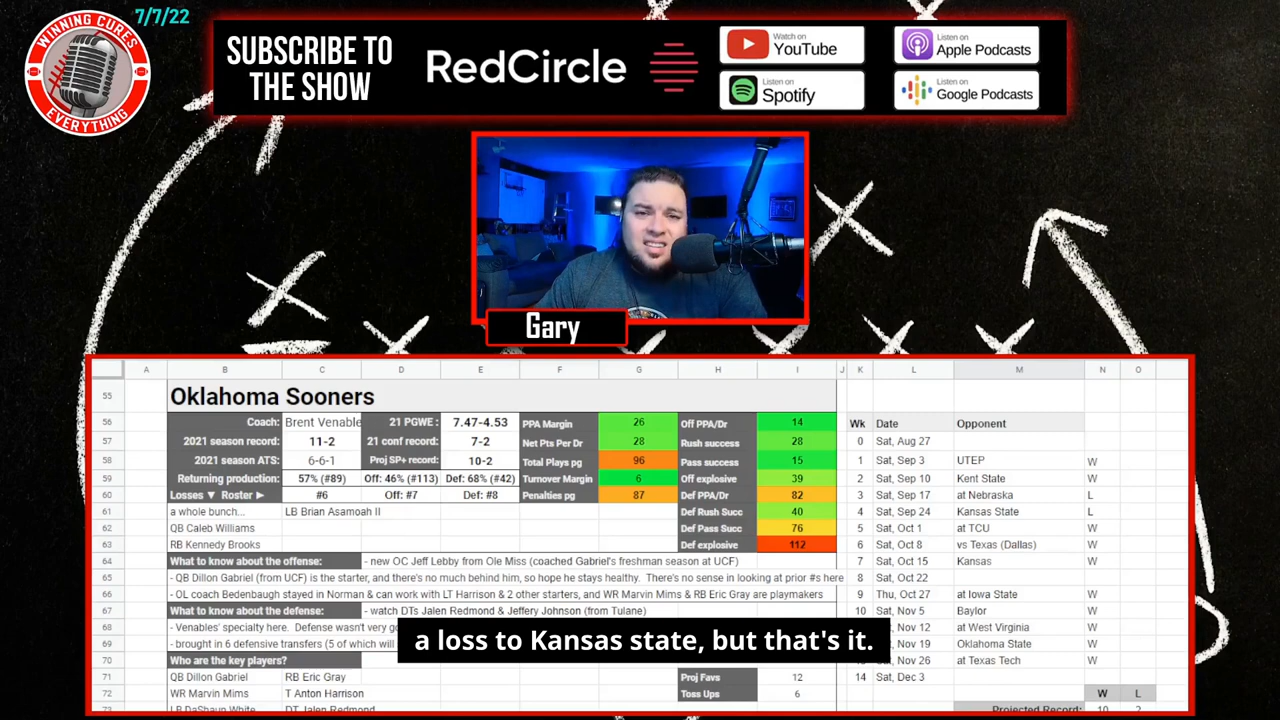 7/7/22
WINNING CURES
EVERYTHING
SUBSCRIBE TO
THE SHOW
RedCircle
Watch on
YouTube
Listen on
Spotify
Listen on
Apple Podcasts
Listen on
Google Podcasts
Gary
A B C D E F G H I J K L M N O
55 Oklahoma Sooners
56 Coach: Brent Venable 21 PGWE : 7.47-4.53 PPA Margin 26 Off PPA/Dr 14 Wk Date Opponent
57 2021 season record: 11-2 21 conf record: 7-2 Net Pts Per Dr 28 Rush success 28 0 Sat, Aug 27
58 2021 season ATS: 6-6-1 Proj SP+ record: 10-2 Total Plays pg 96 Pass success 15 1 Sat, Sep 3 UTEP W
59 Returning production: 57% (#89) Off: 46% (#113) Def: 68% (#42) Turnover Margin 6 Off explosive 39 2 Sat, Sep 10 Kent State W
60 Losses ▼ Roster ► #6 Off: #7 Def: #8 Penalties pg 87 Def PPA/Dr 82 3 Sat, Sep 17 at Nebraska L
61 a whole bunch... LB Brian Asamoah II Def Rush Succ 40 4 Sat, Sep 24 Kansas State L
62 QB Caleb Williams Def Pass Succ 76 5 Sat, Oct 1 at TCU W
63 RB Kennedy Brooks Def explosive 112 6 Sat, Oct 8 vs Texas (Dallas) W
64 What to know about the offense: - new OC Jeff Lebby from Ole Miss (coached Gabriel's freshman season at UCF) 7 Sat, Oct 15 Kansas W
65 - QB Dillon Gabriel (from UCF) is the starter, and there's no much behind him, so hope he stays healthy. There's no sense in looking at prior #s here 8 Sat, Oct 22
66 - OL coach Bedenbaugh stayed in Norman & can work with LT Harrison & 2 other starters, and WR Marvin Mims & RB Eric Gray are playmakers 9 Thu, Oct 27 at Iowa State W
67 What to know about the defense: - watch DTs Jalen Redmond & Jeffery Johnson (from Tulane) 10 Sat, Nov 5 Baylor W
68 - Venables' specialty here. Defense wasn't very go Nov 12 at West Virginia W
69 - brought in 6 defensive transfers (5 of which will Nov 19 Oklahoma State W
70 Who are the key players? Nov 26 at Texas Tech W
71 QB Dillon Gabriel RB Eric Gray Proj Favs 12 14 Sat, Dec 3
72 WR Marvin Mims T Anton Harrison Toss Ups 6 W L
73 LB DaShaun White DT Jalen Redmond Projected Record: 10 2
a loss to Kansas state, but that's it.